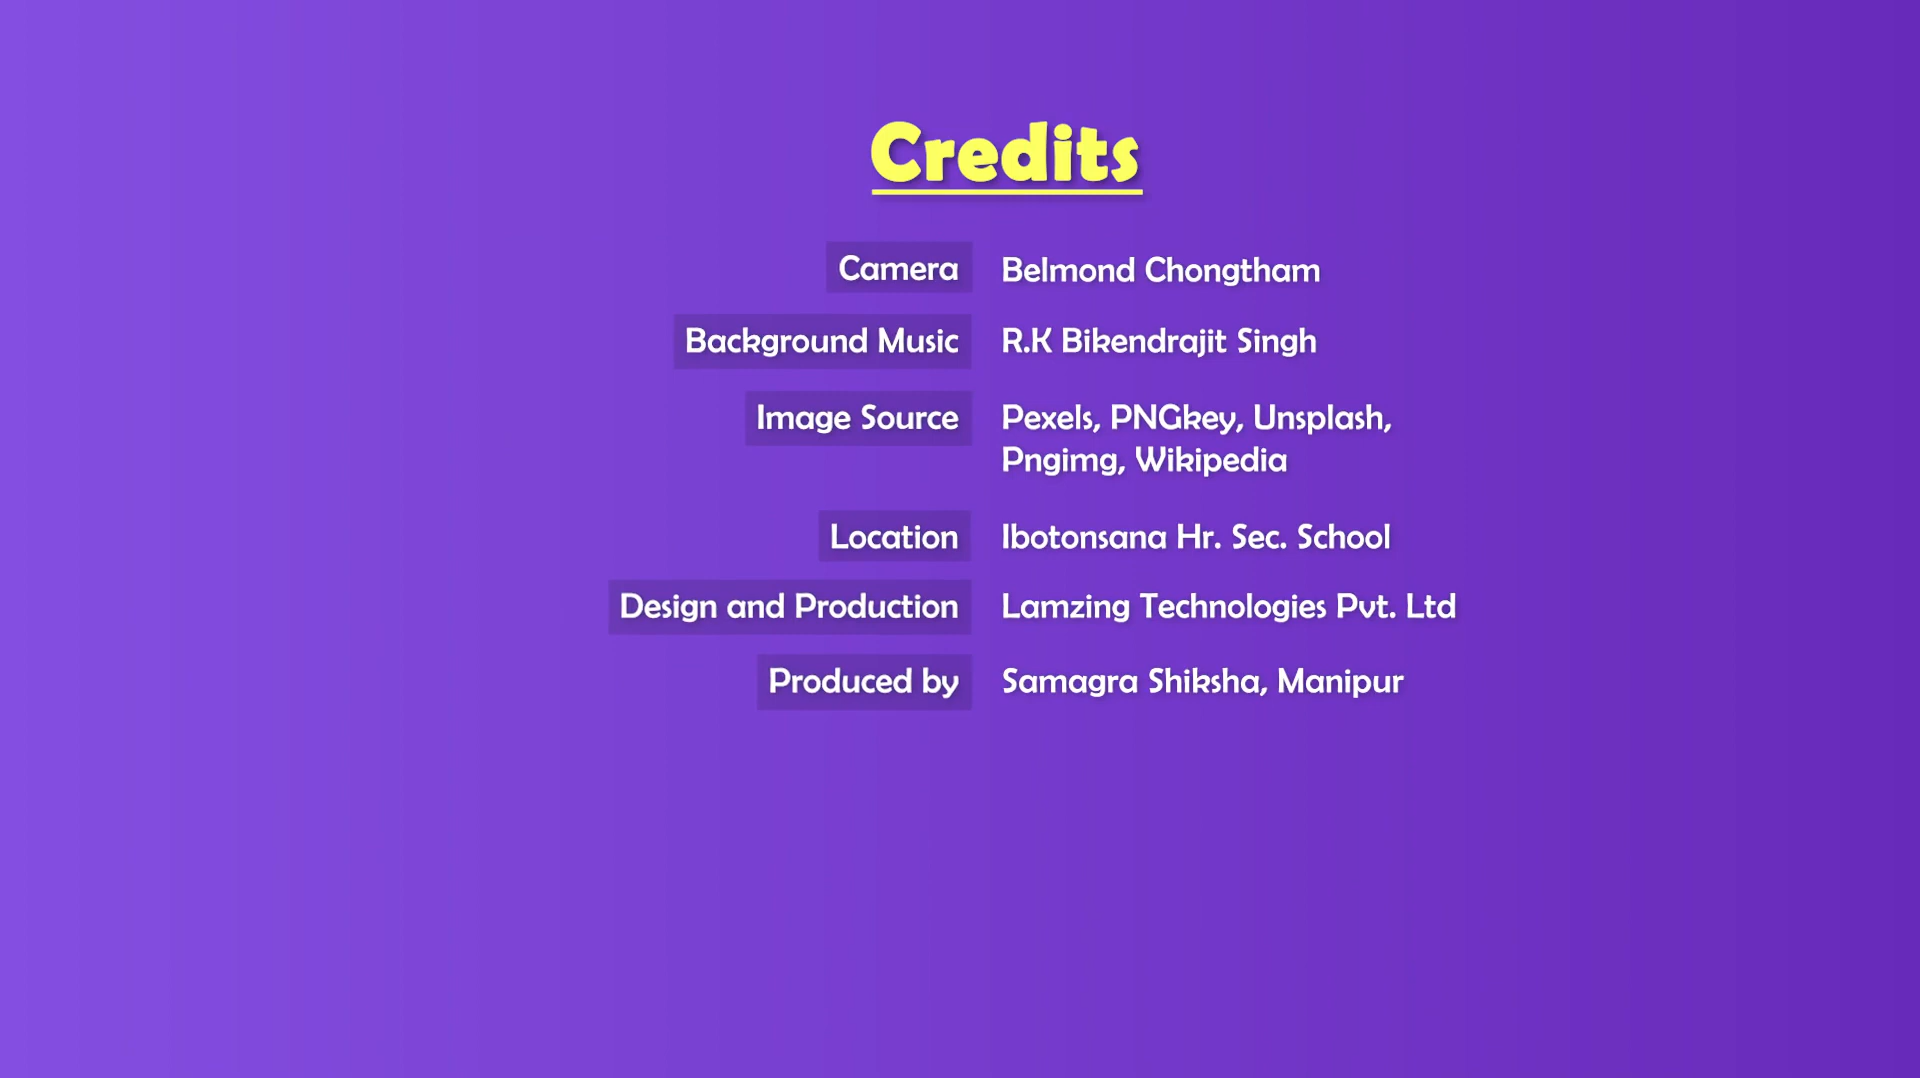 Credits
Camera Belmond Chongtham
Background Music R.K Bikendrajit Singh
Image Source Pexels, PNGkey, Unsplash,
Pngimg, Wikipedia
Location Ibotonsana Hr. Sec. School
Design and Production Lamzing Technologies Pvt. Ltd
Produced by Samagra Shiksha, Manipur